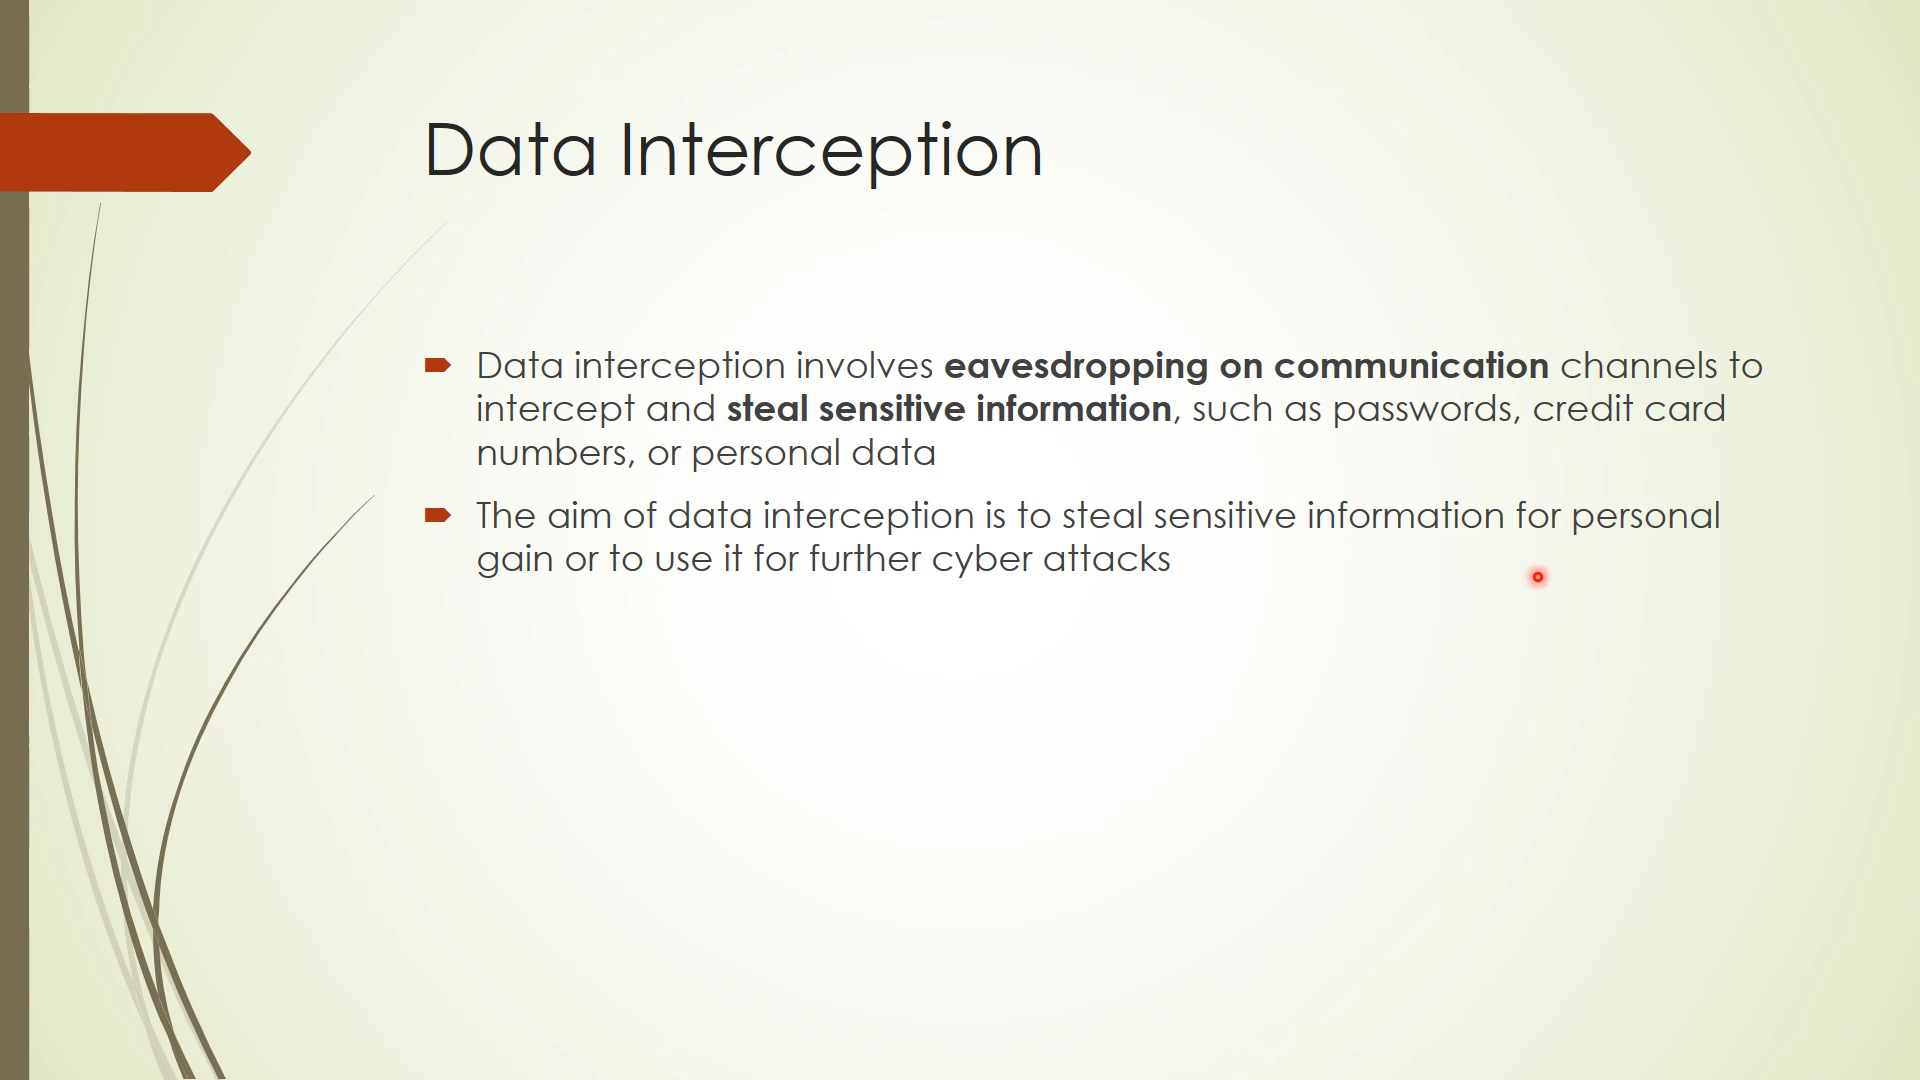 Data Interception
Data interception involves eavesdropping on communication channels to
intercept and steal sensitive information, such as passwords, credit card
numbers, or personal data
The aim of data interception is to steal sensitive information for personal
gain or to use it for further cyber attacks